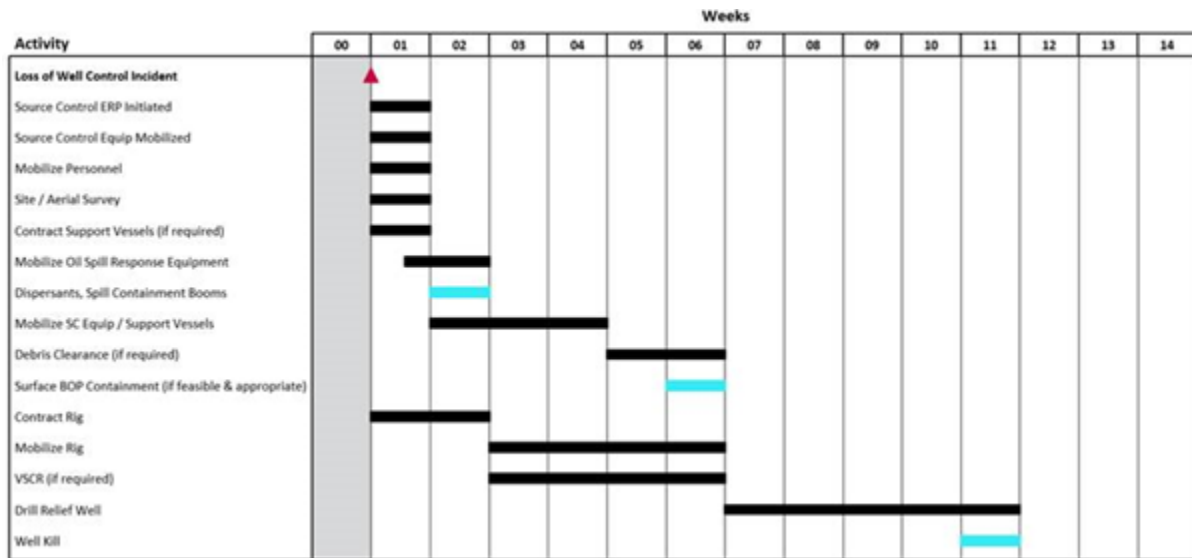 Weeks
Activity 00 01 02 03 04 05 06 07 08 09 10 11 12 13 14
Loss of Well Control Incident
Source Control ERP Initiated
Source Control Equip Mobilized
Mobilize Personnel
Site / Aerial Survey
Contract Support Vessels (if required)
Mobilize Oil Spill Response Equipment
Dispersants, Spill Containment Booms
Mobilize SC Equip / Support Vessels
Debris Clearance (if required)
Surface BOP Containment (if feasible & appropriate)
Contract Rig
Mobilize Rig
VSCR (if required)
Drill Relief Well
Well Kill